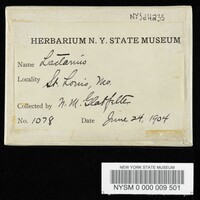 NYSf4235
HERBARIUM N. Y. STATE MUSEUM
Name Lactarius
Locality St. Louis, Mo.
Collected by N. M. Glatfelter
No. 1078 Date June 24, 1904
NEW YORK STATE MUSEUM
NYSM 0 000 009 501